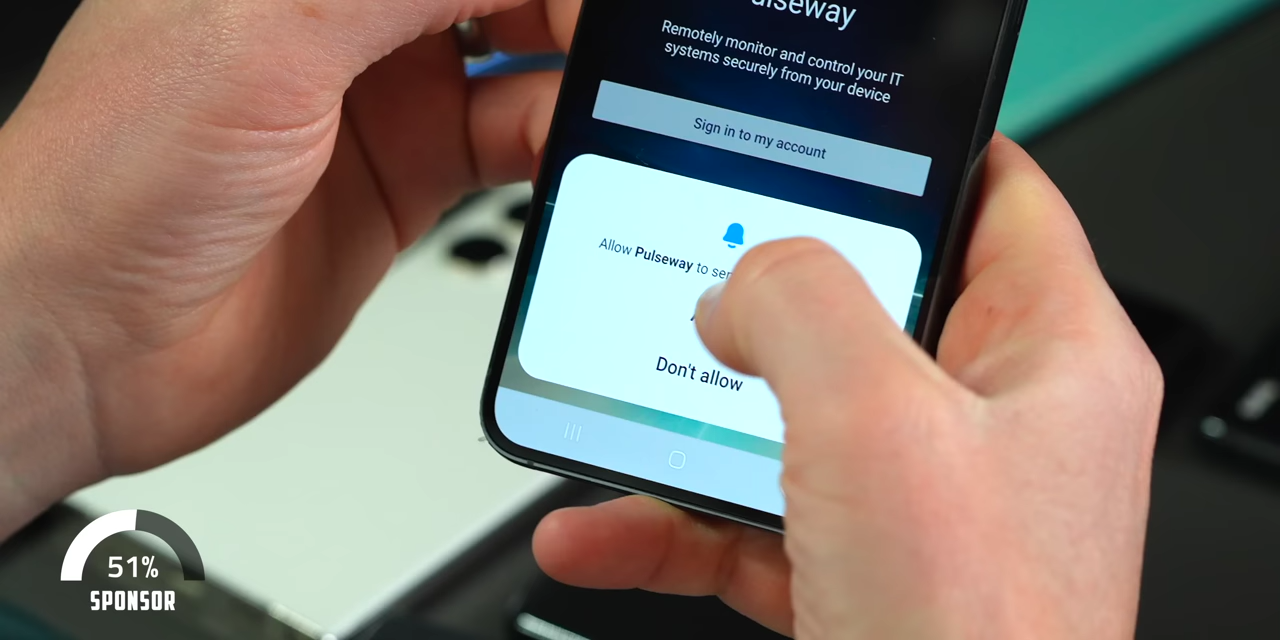 Pulseway
Remotely monitor and control your IT
systems securely from your device
Sign in to my account
Allow Pulseway to
Don't allow
51%
SPONSOR